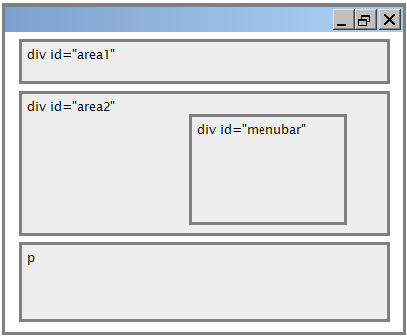 div id="area1"
div id="area2"
div id="menubar"
p